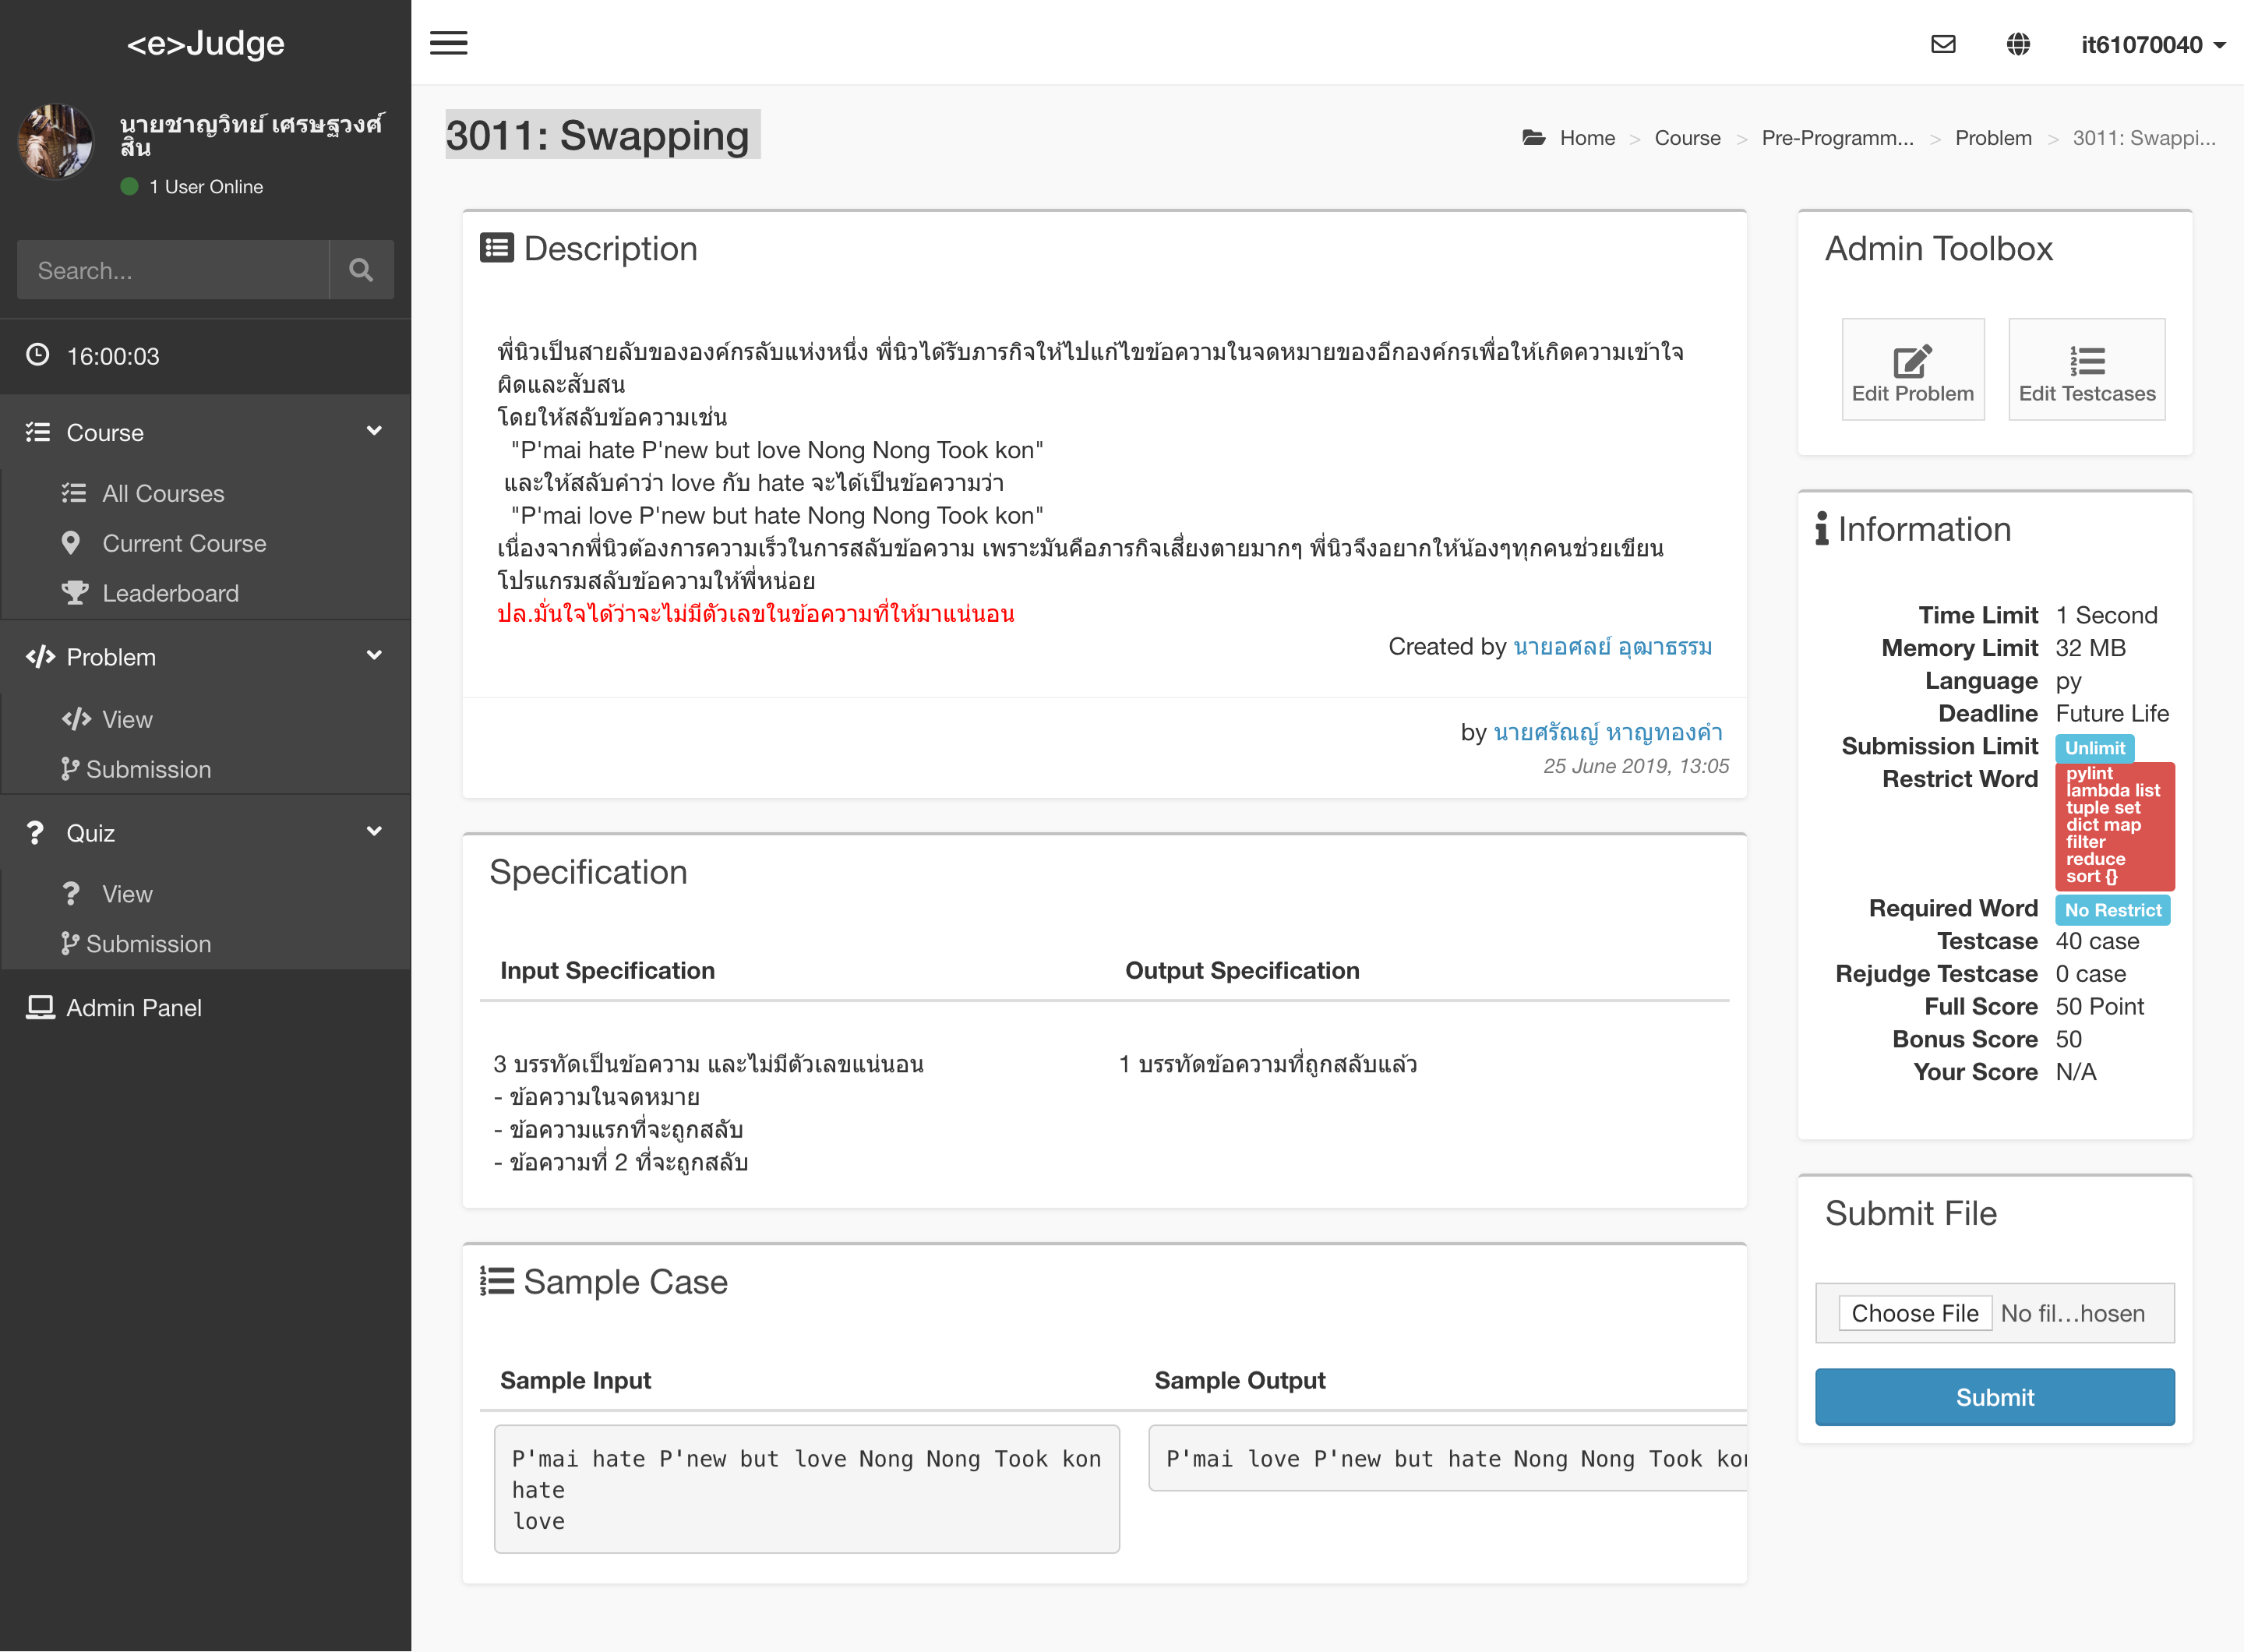 <e>Judge
นายชาญวิทย์ เศรษฐวงศ์
สิน
1 User Online
Search...
16:00:03
Course
All Courses
Current Course
Leaderboard
Problem
View
Submission
Quiz
View
Submission
Admin Panel
it61070040
3011: Swapping
Home > Course > Pre-Programm... > Problem > 3011: Swappi...
Description
พี่นิวเป็นสายลับขององค์กรลับแห่งหนึ่ง พี่นิวได้รับภารกิจให้ไปแก้ไขข้อความในจดหมายของอีกองค์กรเพื่อให้เกิดความเข้าใจ
ผิดและสับสน
โดยให้สลับข้อความเช่น
"P'mai hate P'new but love Nong Nong Took kon"
และให้สลับคำว่า love กับ hate จะได้เป็นข้อความว่า
"P'mai love P'new but hate Nong Nong Took kon"
เนื่องจากพี่นิวต้องการความเร็วในการสลับข้อความ เพราะมันคือภารกิจเสี่ยงตายมากๆ พี่นิวจึงอยากให้น้องๆทุกคนช่วยเขียน
โปรแกรมสลับข้อความให้พี่หน่อย
ปล.มั่นใจได้ว่าจะไม่มีตัวเลขในข้อความที่ให้มาแน่นอน
Created by นายอศลย์ อุฒาธรรม
by นายศรัณญ์ หาญทองคำ
25 June 2019, 13:05
Specification
Input Specification
Output Specification
3 บรรทัดเป็นข้อความ และไม่มีตัวเลขแน่นอน
- ข้อความในจดหมาย
- ข้อความแรกที่จะถูกสลับ
- ข้อความที่ 2 ที่จะถูกสลับ
1 บรรทัดข้อความที่ถูกสลับแล้ว
Sample Case
Sample Input
Sample Output
P'mai hate P'new but love Nong Nong Took kon
hate
love
P'mai love P'new but hate Nong Nong Took kon
Admin Toolbox
Edit Problem
Edit Testcases
Information
Time Limit 1 Second
Memory Limit 32 MB
Language py
Deadline Future Life
Submission Limit Unlimit
Restrict Word pylint
lambda list
tuple set
dict map
filter
reduce
sort {}
Required Word No Restrict
Testcase 40 case
Rejudge Testcase 0 case
Full Score 50 Point
Bonus Score 50
Your Score N/A
Submit File
Choose File No fil...hosen
Submit